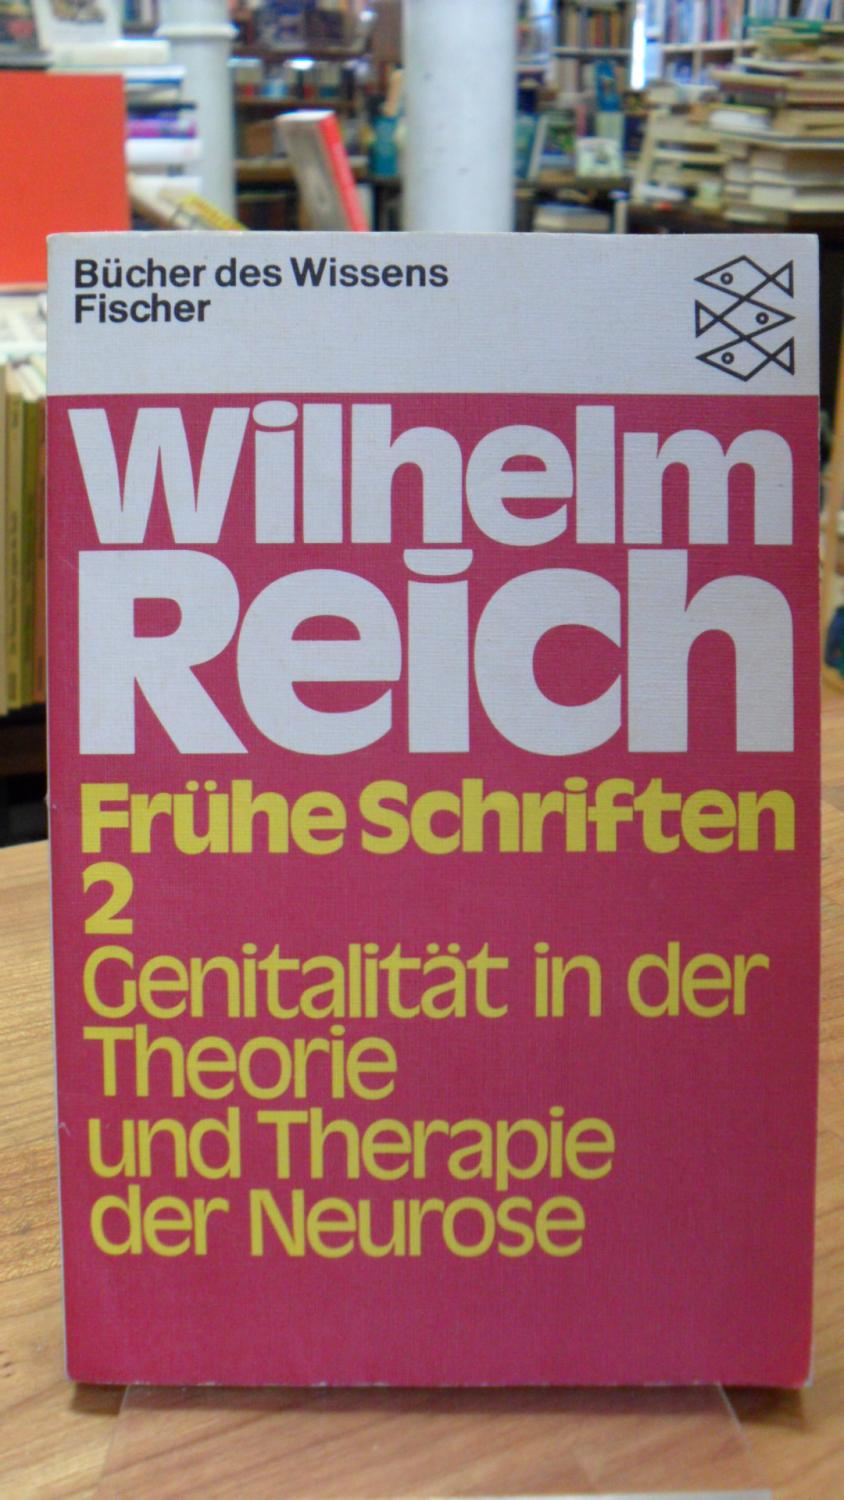 Bücher des Wissens
Fischer
Wilhelm
Reich
Frühe Schriften
2
Genitalität in der
Theorie
und Therapie
der Neurose